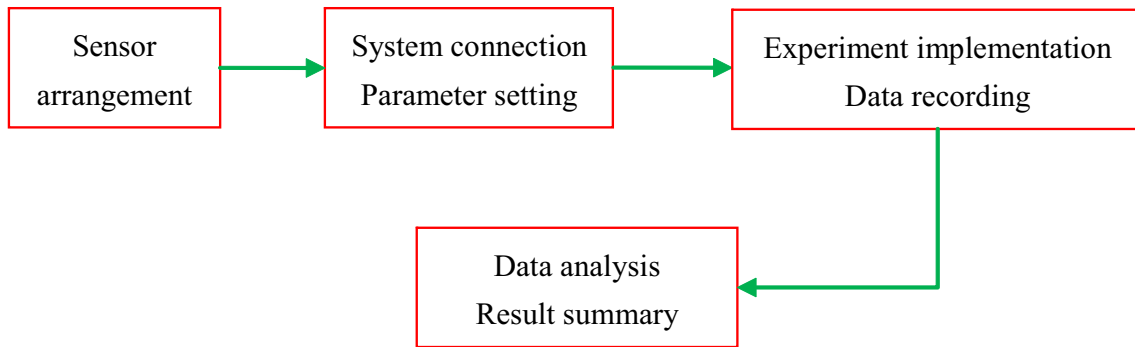 Sensor
arrangement
System connection
Parameter setting
Experiment implementation
Data recording
Data analysis
Result summary